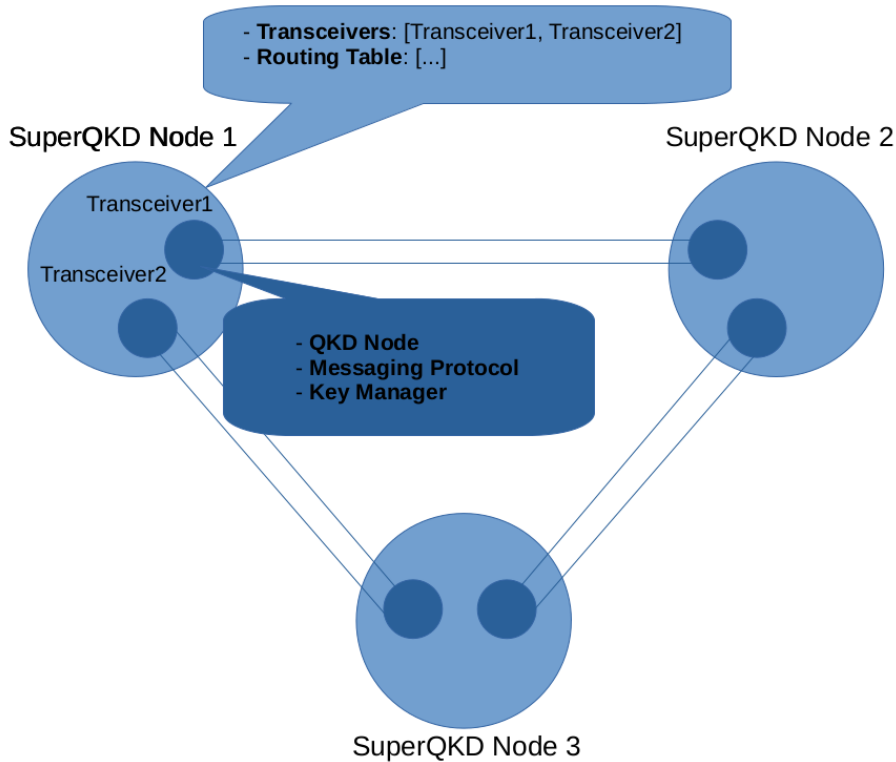 - Transceivers: [Transceiver1, Transceiver2]
- Routing Table: [...]
SuperQKD Node 1
SuperQKD Node 2
Transceiver1
Transceiver2
- QKD Node
- Messaging Protocol
- Key Manager
SuperQKD Node 3